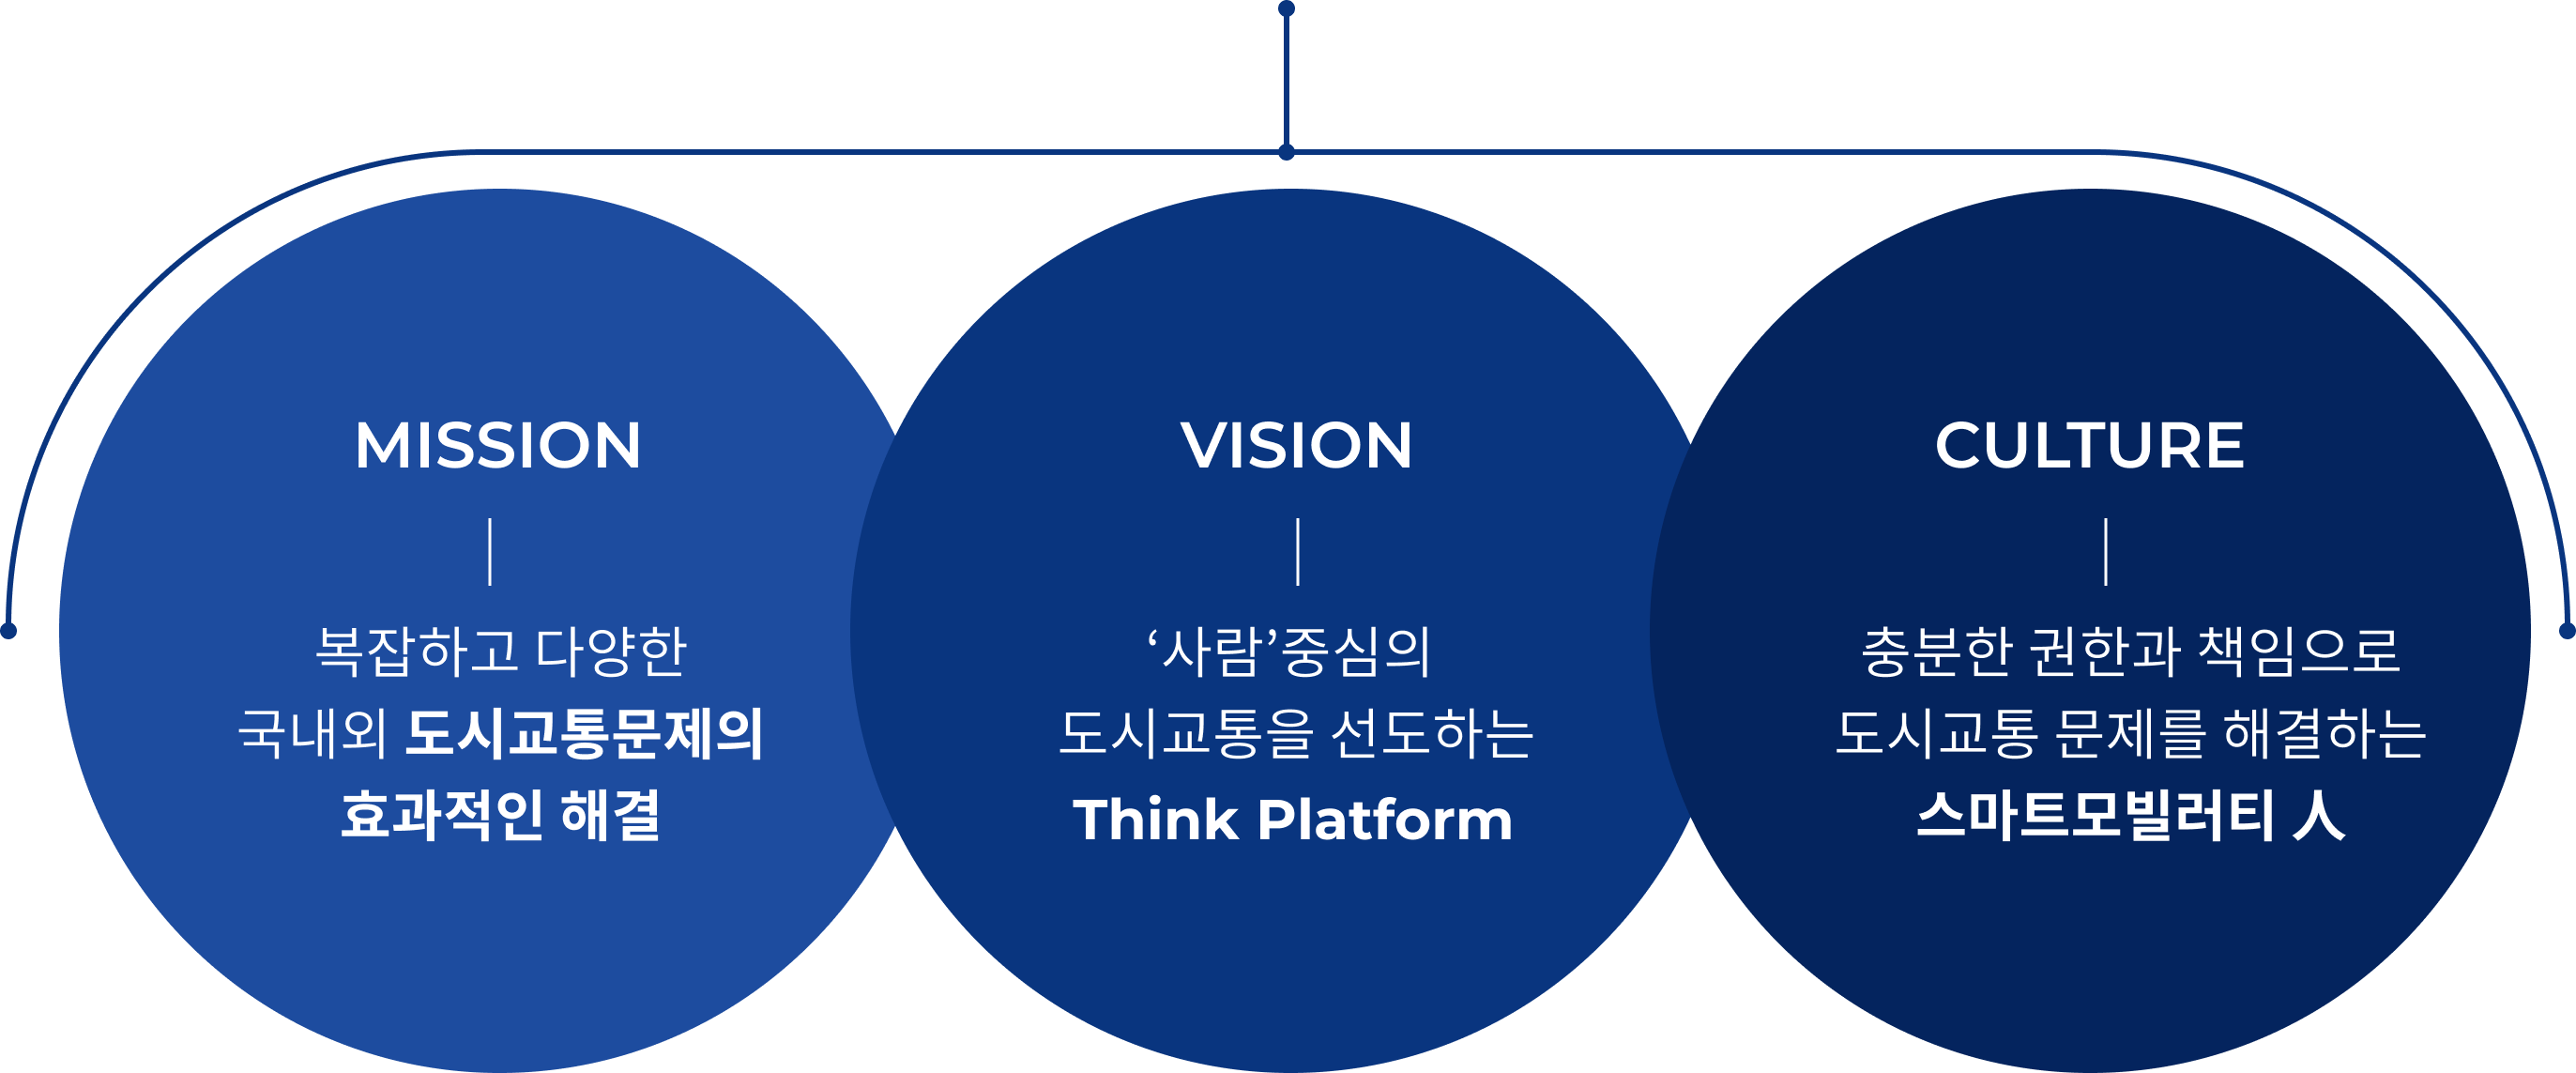 MISSION
복잡하고 다양한
국내외 도시교통문제의
효과적인 해결
VISION
‘사람’중심의
도시교통을 선도하는
Think Platform
CULTURE
충분한 권한과 책임으로
도시교통 문제를 해결하는
스마트모빌러티 人